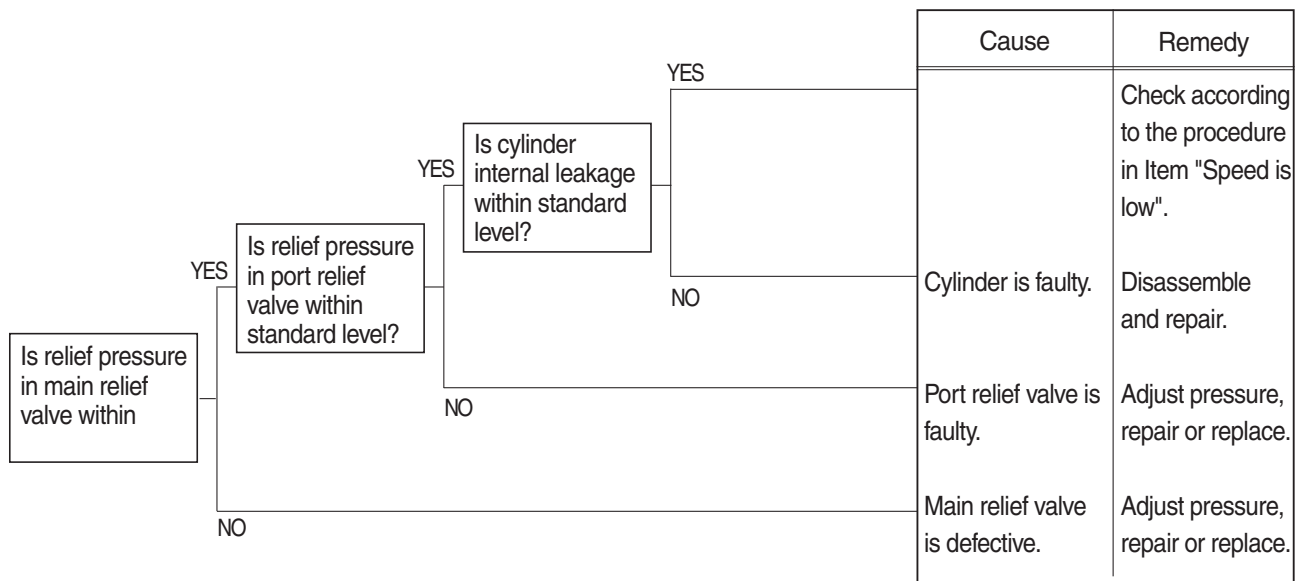 Cause
Remedy
YES
Check according
to the procedure
in Item "Speed is
low".
Is cylinder
internal leakage
within standard
level?
YES
Is relief pressure
in port relief
valve within
standard level?
YES
NO
Cylinder is faulty.
Disassemble
and repair.
Is relief pressure
in main relief
valve within
NO
Port relief valve is
faulty.
Adjust pressure,
repair or replace.
NO
Main relief valve
is defective.
Adjust pressure,
repair or replace.